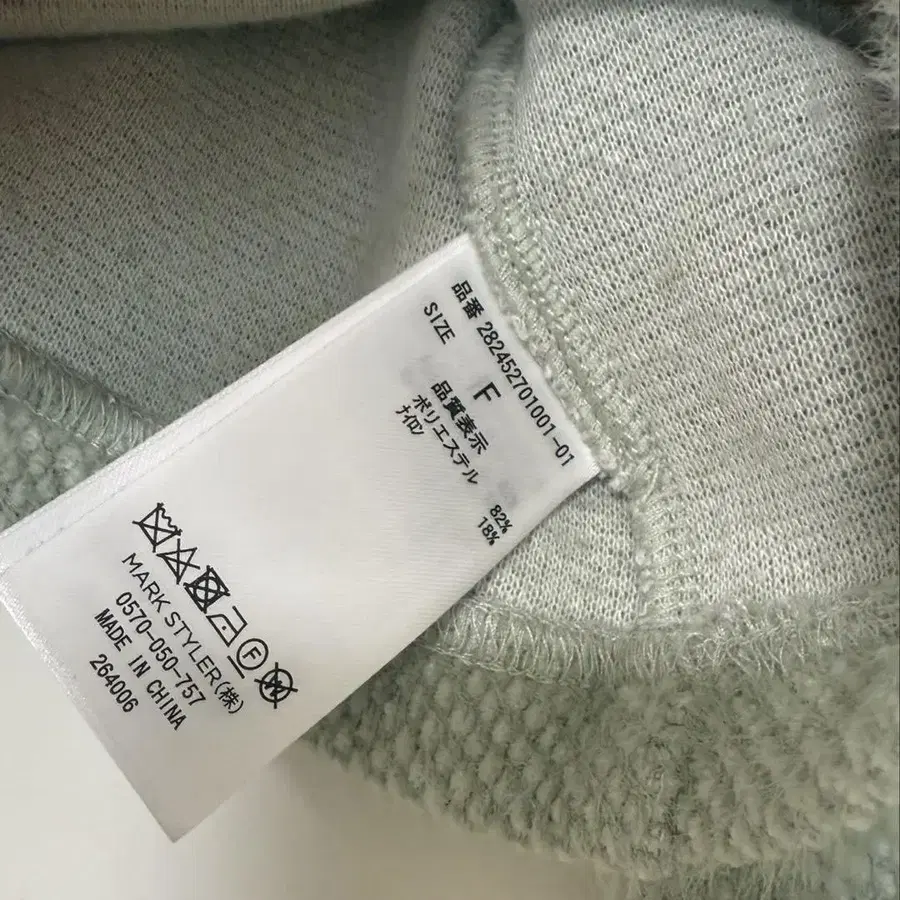 品番 282452701001-01
SIZE F
品質表示
ポリエステル 82%
ナイロン 18%
F W
MARK STYLER(株)
0570-050-757
MADE IN CHINA
264006